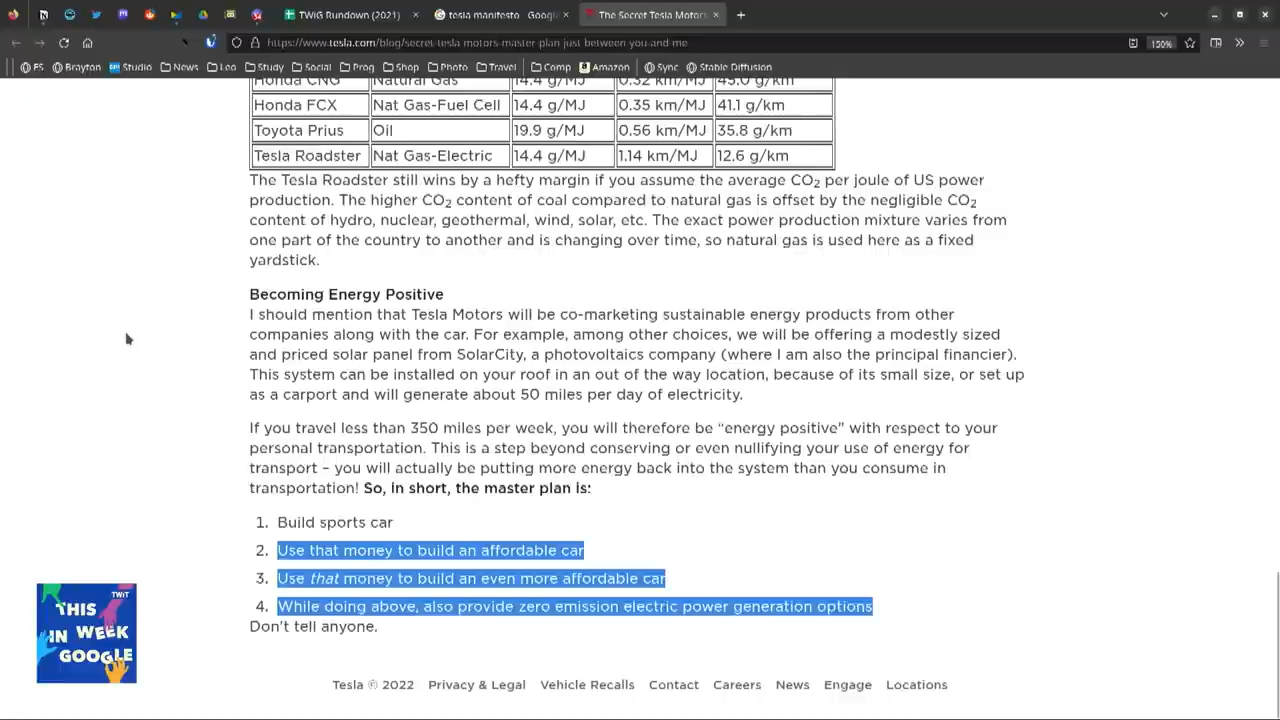 TWiG Rundown (2021)
tesla manifesto - Google
The Secret Tesla Motors
https://www.tesla.com/blog/secret-tesla-motors-master-plan-just-between-you-and-me
150%
FS Brayton Studio News Leo Study Social Prog Shop Photo Travel Comp Amazon Sync Stable Diffusion
Honda CNG Natural Gas 14.4 g/MJ 0.32 km/MJ 45.0 g/km
Honda FCX Nat Gas-Fuel Cell 14.4 g/MJ 0.35 km/MJ 41.1 g/km
Toyota Prius Oil 19.9 g/MJ 0.56 km/MJ 35.8 g/km
Tesla Roadster Nat Gas-Electric 14.4 g/MJ 1.14 km/MJ 12.6 g/km
The Tesla Roadster still wins by a hefty margin if you assume the average CO2 per joule of US power
production. The higher CO2 content of coal compared to natural gas is offset by the negligible CO2
content of hydro, nuclear, geothermal, wind, solar, etc. The exact power production mixture varies from
one part of the country to another and is changing over time, so natural gas is used here as a fixed
yardstick.
Becoming Energy Positive
I should mention that Tesla Motors will be co-marketing sustainable energy products from other
companies along with the car. For example, among other choices, we will be offering a modestly sized
and priced solar panel from SolarCity, a photovoltaics company (where I am also the principal financier).
This system can be installed on your roof in an out of the way location, because of its small size, or set up
as a carport and will generate about 50 miles per day of electricity.
If you travel less than 350 miles per week, you will therefore be “energy positive” with respect to your
personal transportation. This is a step beyond conserving or even nullifying your use of energy for
transport – you will actually be putting more energy back into the system than you consume in
transportation! So, in short, the master plan is:
1. Build sports car
2. Use that money to build an affordable car
3. Use that money to build an even more affordable car
4. While doing above, also provide zero emission electric power generation options
Don't tell anyone.
TWiT
THIS
IN WEEK
GOOGLE
Tesla © 2022 Privacy & Legal Vehicle Recalls Contact Careers News Engage Locations